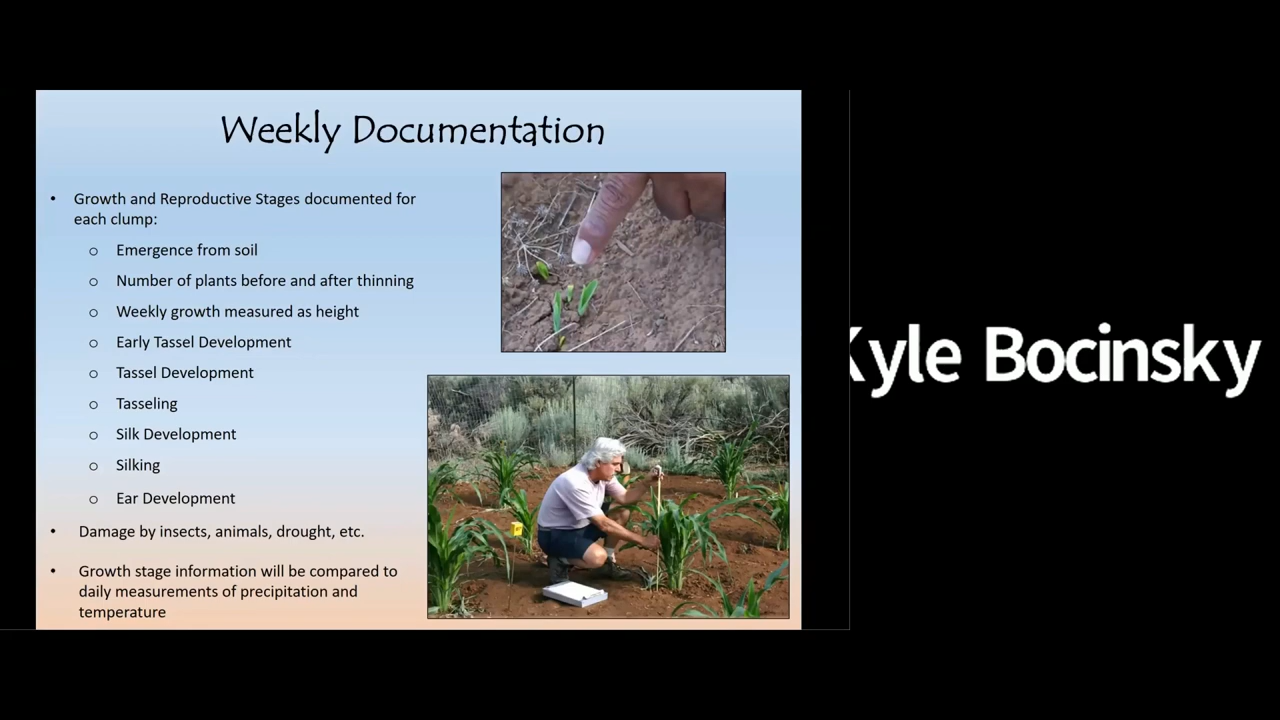 Weekly Documentation
• Growth and Reproductive Stages documented for
each clump:
o Emergence from soil
o Number of plants before and after thinning
o Weekly growth measured as height
o Early Tassel Development
o Tassel Development
o Tasseling
o Silk Development
o Silking
o Ear Development
• Damage by insects, animals, drought, etc.
• Growth stage information will be compared to
daily measurements of precipitation and
temperature
Kyle Bocinsky